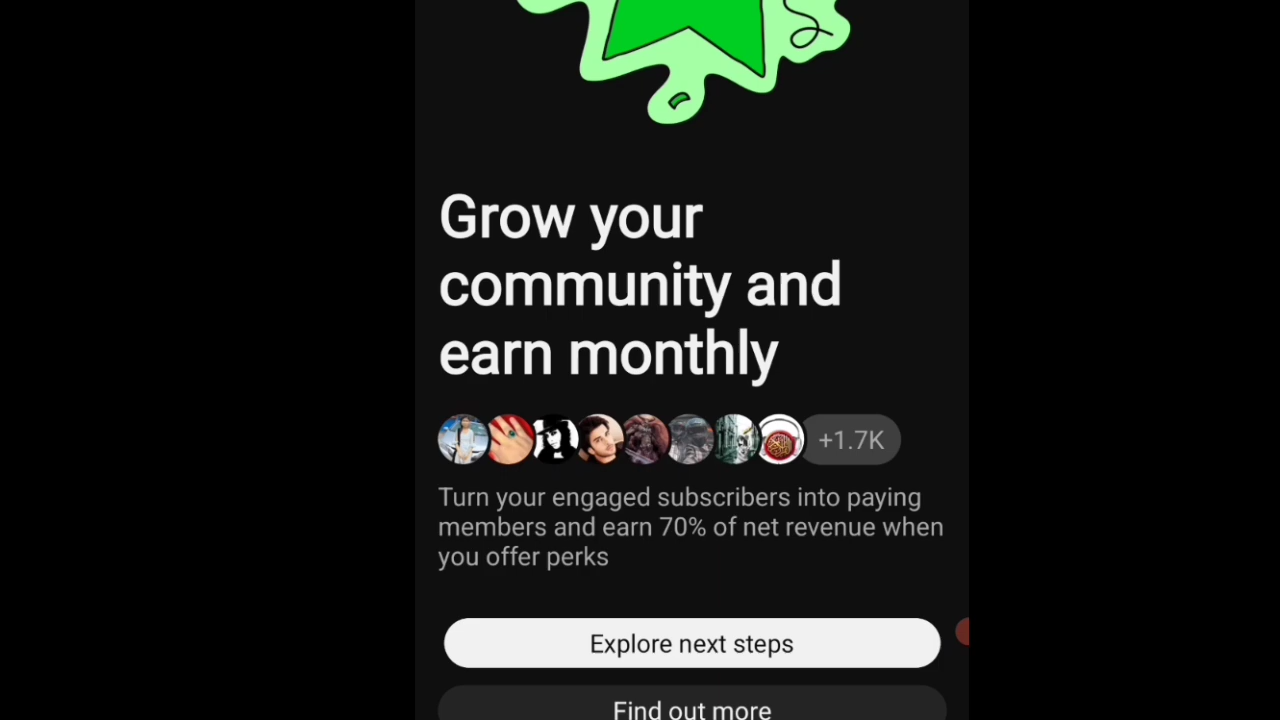 Grow your
community and
earn monthly
+1.7K
Turn your engaged subscribers into paying
members and earn 70% of net revenue when
you offer perks
Explore next steps
Find out more